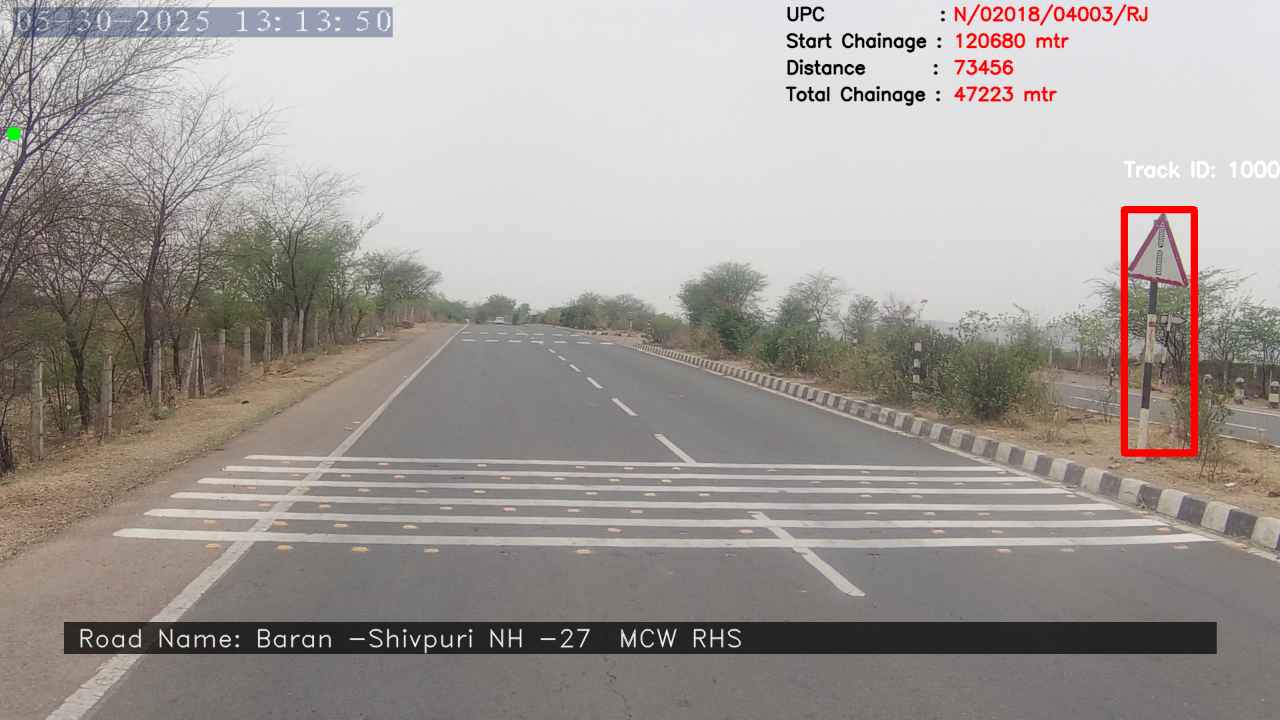 05-30-2025 13:13:50
UPC : N/02018/04003/RJ
Start Chainage : 120680 mtr
Distance : 73456
Total Chainage : 47223 mtr
Track ID: 1000
Road Name: Baran -Shivpuri NH -27 MCW RHS